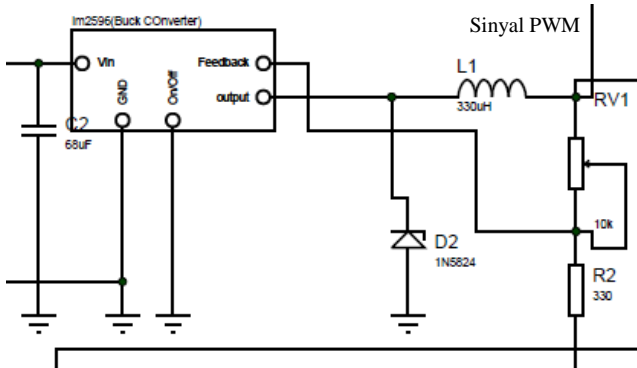 lm2596(Buck COnverter)
Sinyal PWM
Vin
Feedback
output
GND
On/Off
C2
68uF
L1
330uH
RV1
10k
D2
1N5824
R2
330